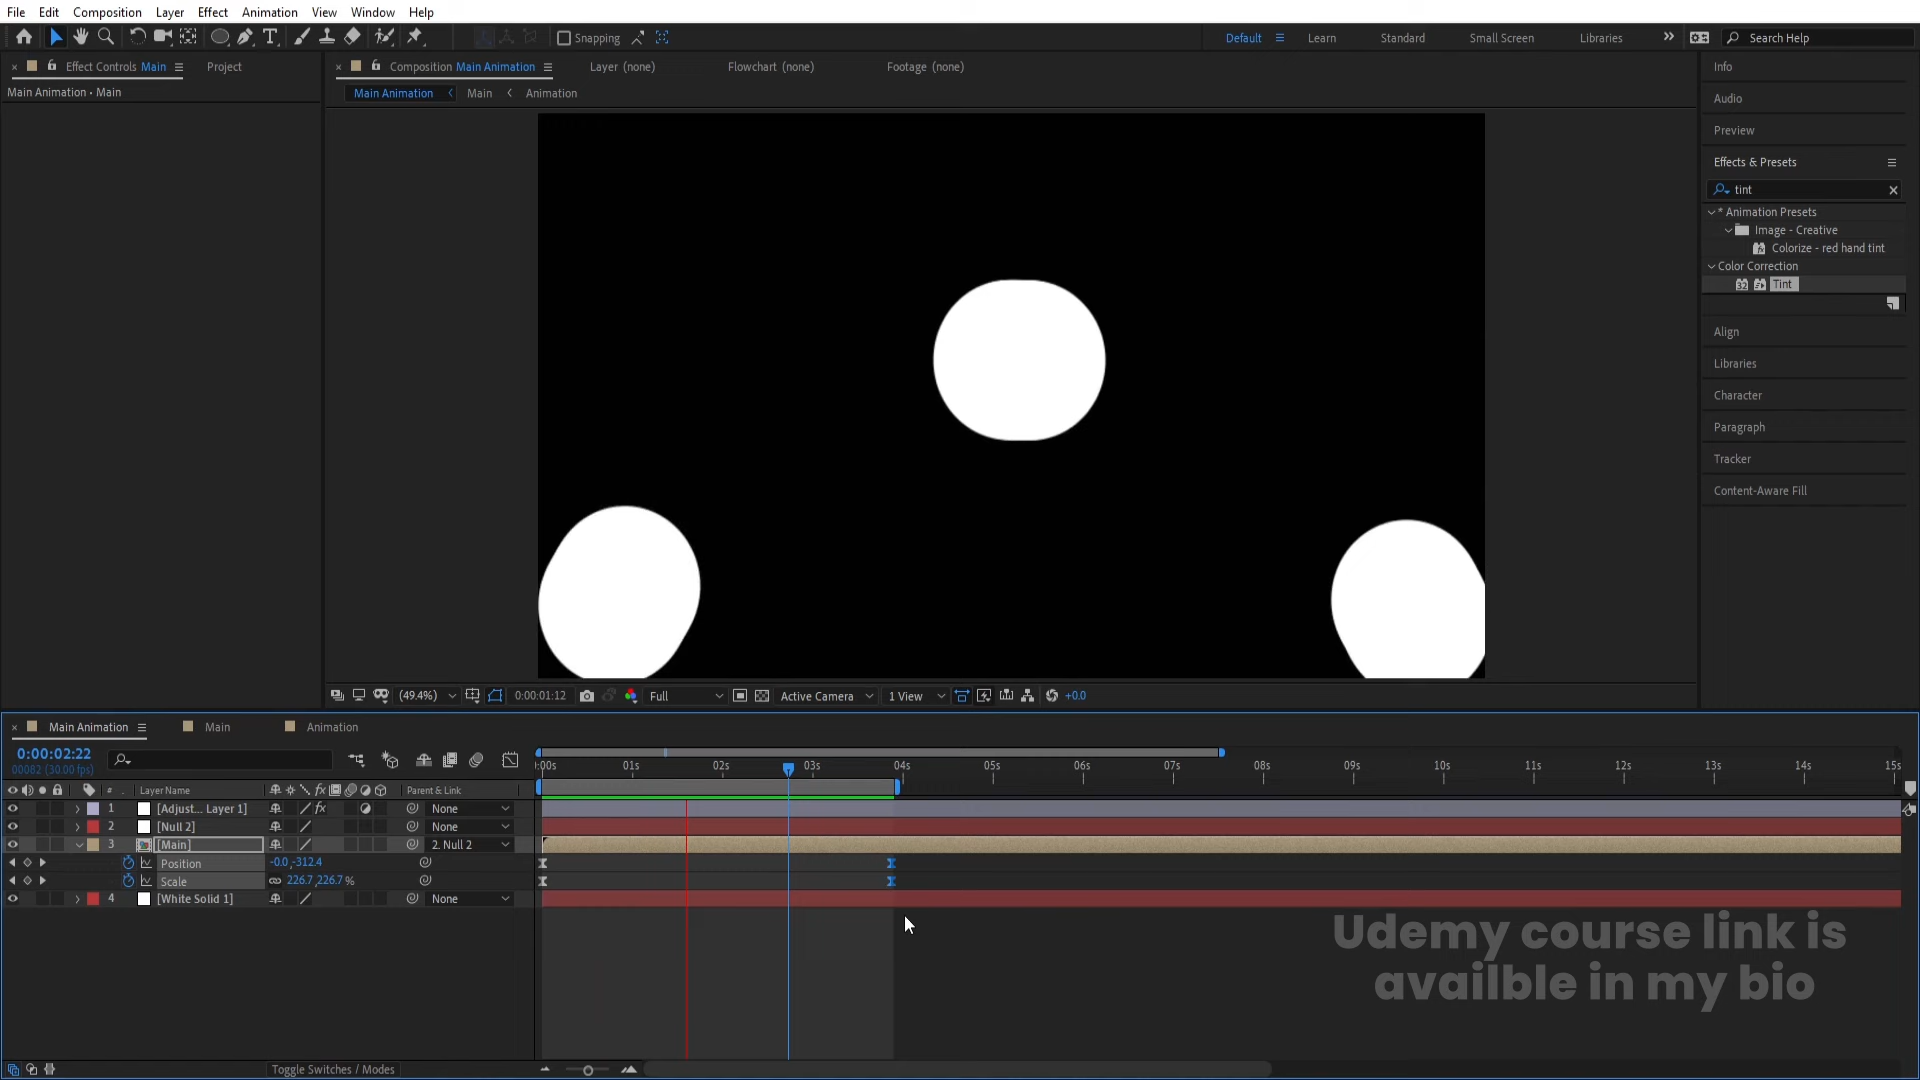 File Edit Composition Layer Effect Animation View Window Help
Snapping Default Learn Standard Small Screen Libraries Search Help
Effect Controls Main Project Composition Main Animation Layer (none) Flowchart (none) Footage (none) Info
Main Animation • Main
Main Animation Main Animation
Audio
Preview
Effects & Presets
tint
* Animation Presets
Image - Creative
Colorize - red hand tint
Color Correction
32 Tint
Align
Libraries
Character
Paragraph
Tracker
Content-Aware Fill
(49.4%) 0:00:01:12 Full Active Camera 1 View +0.0
Main Animation Main Animation
0:00:02:22
00082 (30.00 fps)
:00s 01s 02s 03s 04s 05s 06s 07s 08s 09s 10s 11s 12s 13s 14s 15s
# Layer Name fx Parent & Link
1 [Adjust... Layer 1] fx None
2 [Null 2] None
3 [Main] 2. Null 2
Position -0.0,-312.4
Scale 226.7,226.7%
4 [White Solid 1] None
Udemy course link is
availble in my bio
Toggle Switches / Modes